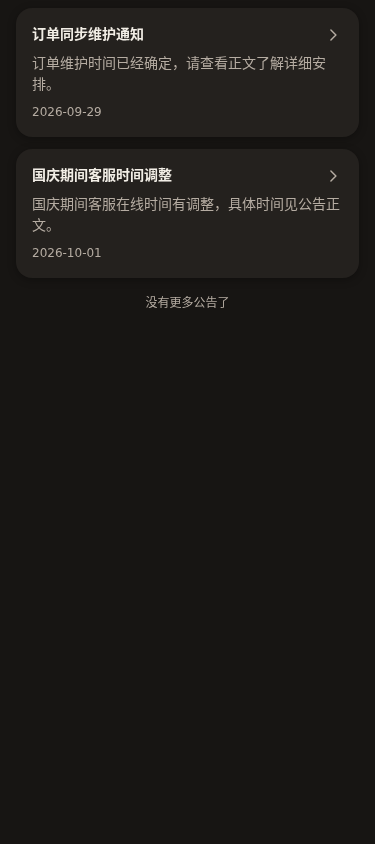 订单同步维护通知
订单维护时间已经确定，请查看正文了解详细安
排。
2026-09-29
国庆期间客服时间调整
国庆期间客服在线时间有调整，具体时间见公告正
文。
2026-10-01
没有更多公告了